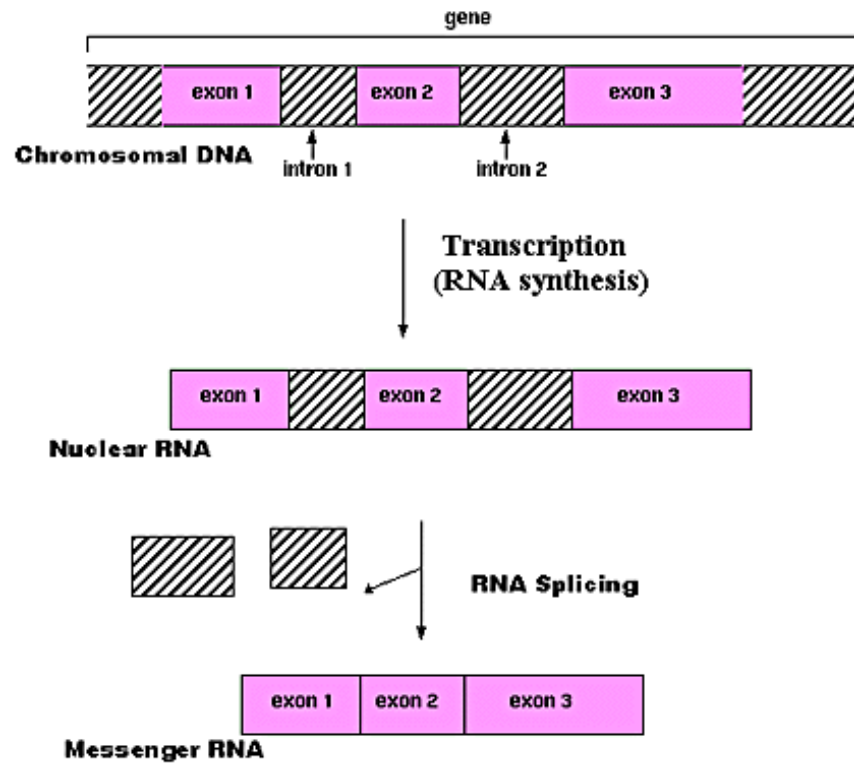 gene
exon 1 exon 2 exon 3
Chromosomal DNA
intron 1 intron 2
Transcription
(RNA synthesis)
exon 1 exon 2 exon 3
Nuclear RNA
RNA Splicing
exon 1 exon 2 exon 3
Messenger RNA